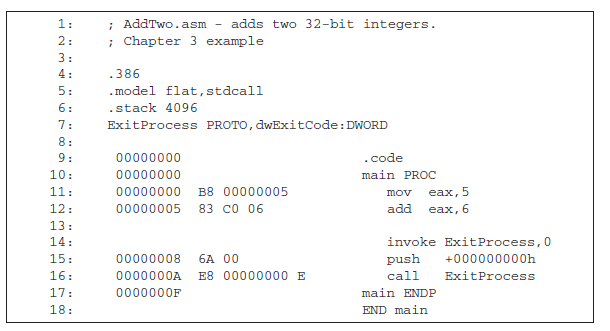 1: ; AddTwo.asm - adds two 32-bit integers.
2: ; Chapter 3 example
3:
4: .386
5: .model flat,stdcall
6: .stack 4096
7: ExitProcess PROTO,dwExitCode:DWORD
8:
9: 00000000 .code
10: 00000000 main PROC
11: 00000000 B8 00000005 mov eax,5
12: 00000005 83 C0 06 add eax,6
13:
14: invoke ExitProcess,0
15: 00000008 6A 00 push +000000000h
16: 0000000A E8 00000000 E call ExitProcess
17: 0000000F main ENDP
18: END main